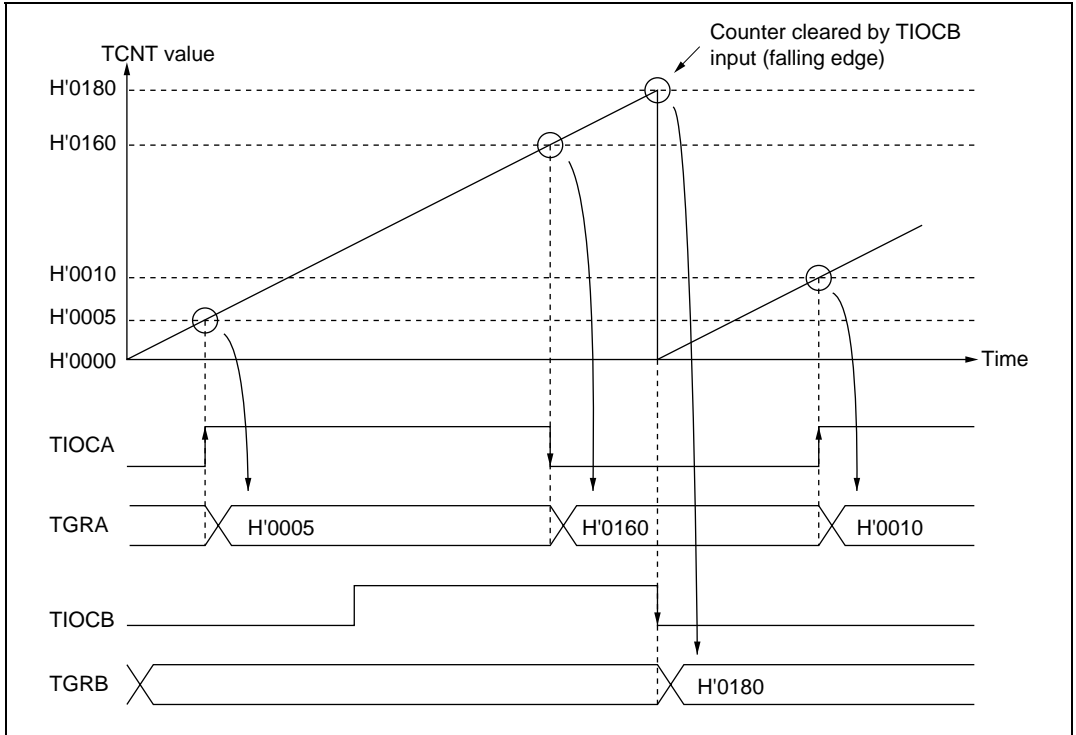 Counter cleared by TIOCB
input (falling edge)
TCNT value
H'0180
H'0160
H'0010
H'0005
H'0000
Time
TIOCA
TGRA
H'0005
H'0160
H'0010
TIOCB
TGRB
H'0180